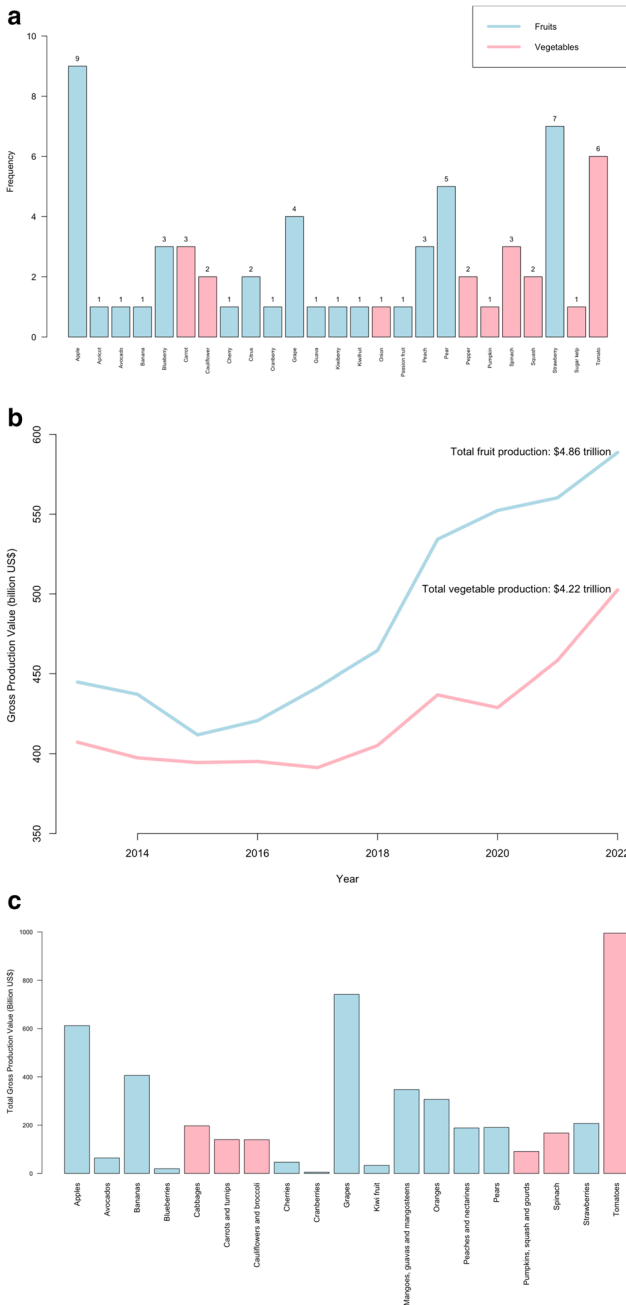 a
Fruits
Vegetables
Frequency
10
8
6
4
2
0
9
1
1
1
3
3
2
1
2
1
4
1
1
1
1
1
3
5
2
1
3
2
7
1
6
Apple
Apricot
Avocado
Banana
Blueberry
Carrot
Cauliflower
Cherry
Citrus
Cranberry
Grape
Guava
Kiwiberry
Kiwifruit
Onion
Passion fruit
Peach
Pear
Pepper
Pumpkin
Spinach
Squash
Strawberry
Sugar kelp
Tomato
b
Gross Production Value (billion US$)
600
550
500
450
400
350
Total fruit production: $4.86 trillion
Total vegetable production: $4.22 trillion
2014
2016
2018
2020
2022
Year
c
Total Gross Production Value (Billion US$)
1000
800
600
400
200
0
Apples
Avocados
Bananas
Blueberries
Cabbages
Carrots and turnips
Cauliflowers and broccoli
Cherries
Cranberries
Grapes
Kiwi fruit
Mangoes, guavas and mangosteens
Oranges
Peaches and nectarines
Pears
Pumpkins, squash and gourds
Spinach
Strawberries
Tomatoes